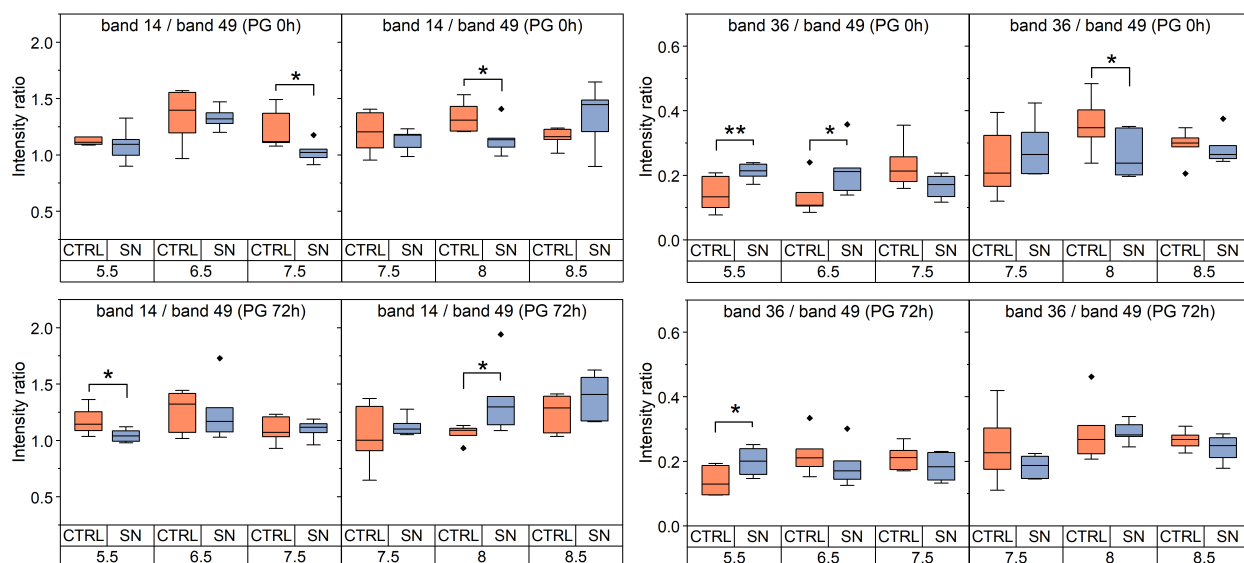 band 14 / band 49 (PG 0h)
band 14 / band 49 (PG 0h)
Intensity ratio
2.0
1.5
1.0
0.5
*
*
CTRL SN CTRL SN CTRL SN CTRL SN CTRL SN CTRL SN
5.5 6.5 7.5 7.5 8 8.5
band 36 / band 49 (PG 0h)
band 36 / band 49 (PG 0h)
Intensity ratio
0.6
0.4
0.2
0.0
**
*
*
CTRL SN CTRL SN CTRL SN CTRL SN CTRL SN CTRL SN
5.5 6.5 7.5 7.5 8 8.5
band 14 / band 49 (PG 72h)
band 14 / band 49 (PG 72h)
Intensity ratio
2.0
1.5
1.0
0.5
*
*
CTRL SN CTRL SN CTRL SN CTRL SN CTRL SN CTRL SN
5.5 6.5 7.5 7.5 8 8.5
band 36 / band 49 (PG 72h)
band 36 / band 49 (PG 72h)
Intensity ratio
0.6
0.4
0.2
0.0
*
CTRL SN CTRL SN CTRL SN CTRL SN CTRL SN CTRL SN
5.5 6.5 7.5 7.5 8 8.5